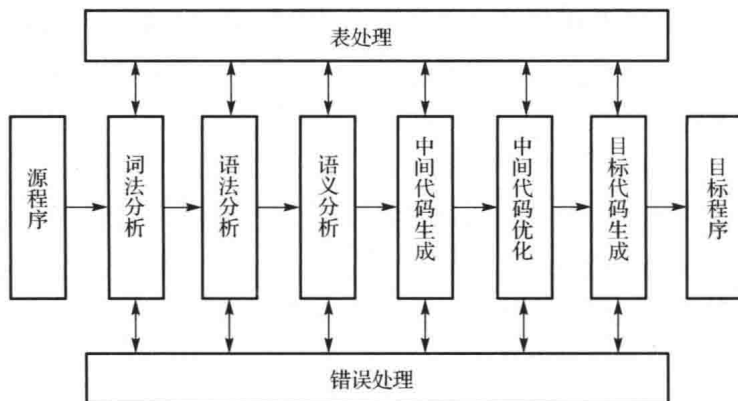 表处理
源程序
词法分析
语法分析
语义分析
中间代码生成
中间代码优化
目标代码生成
目标程序
错误处理